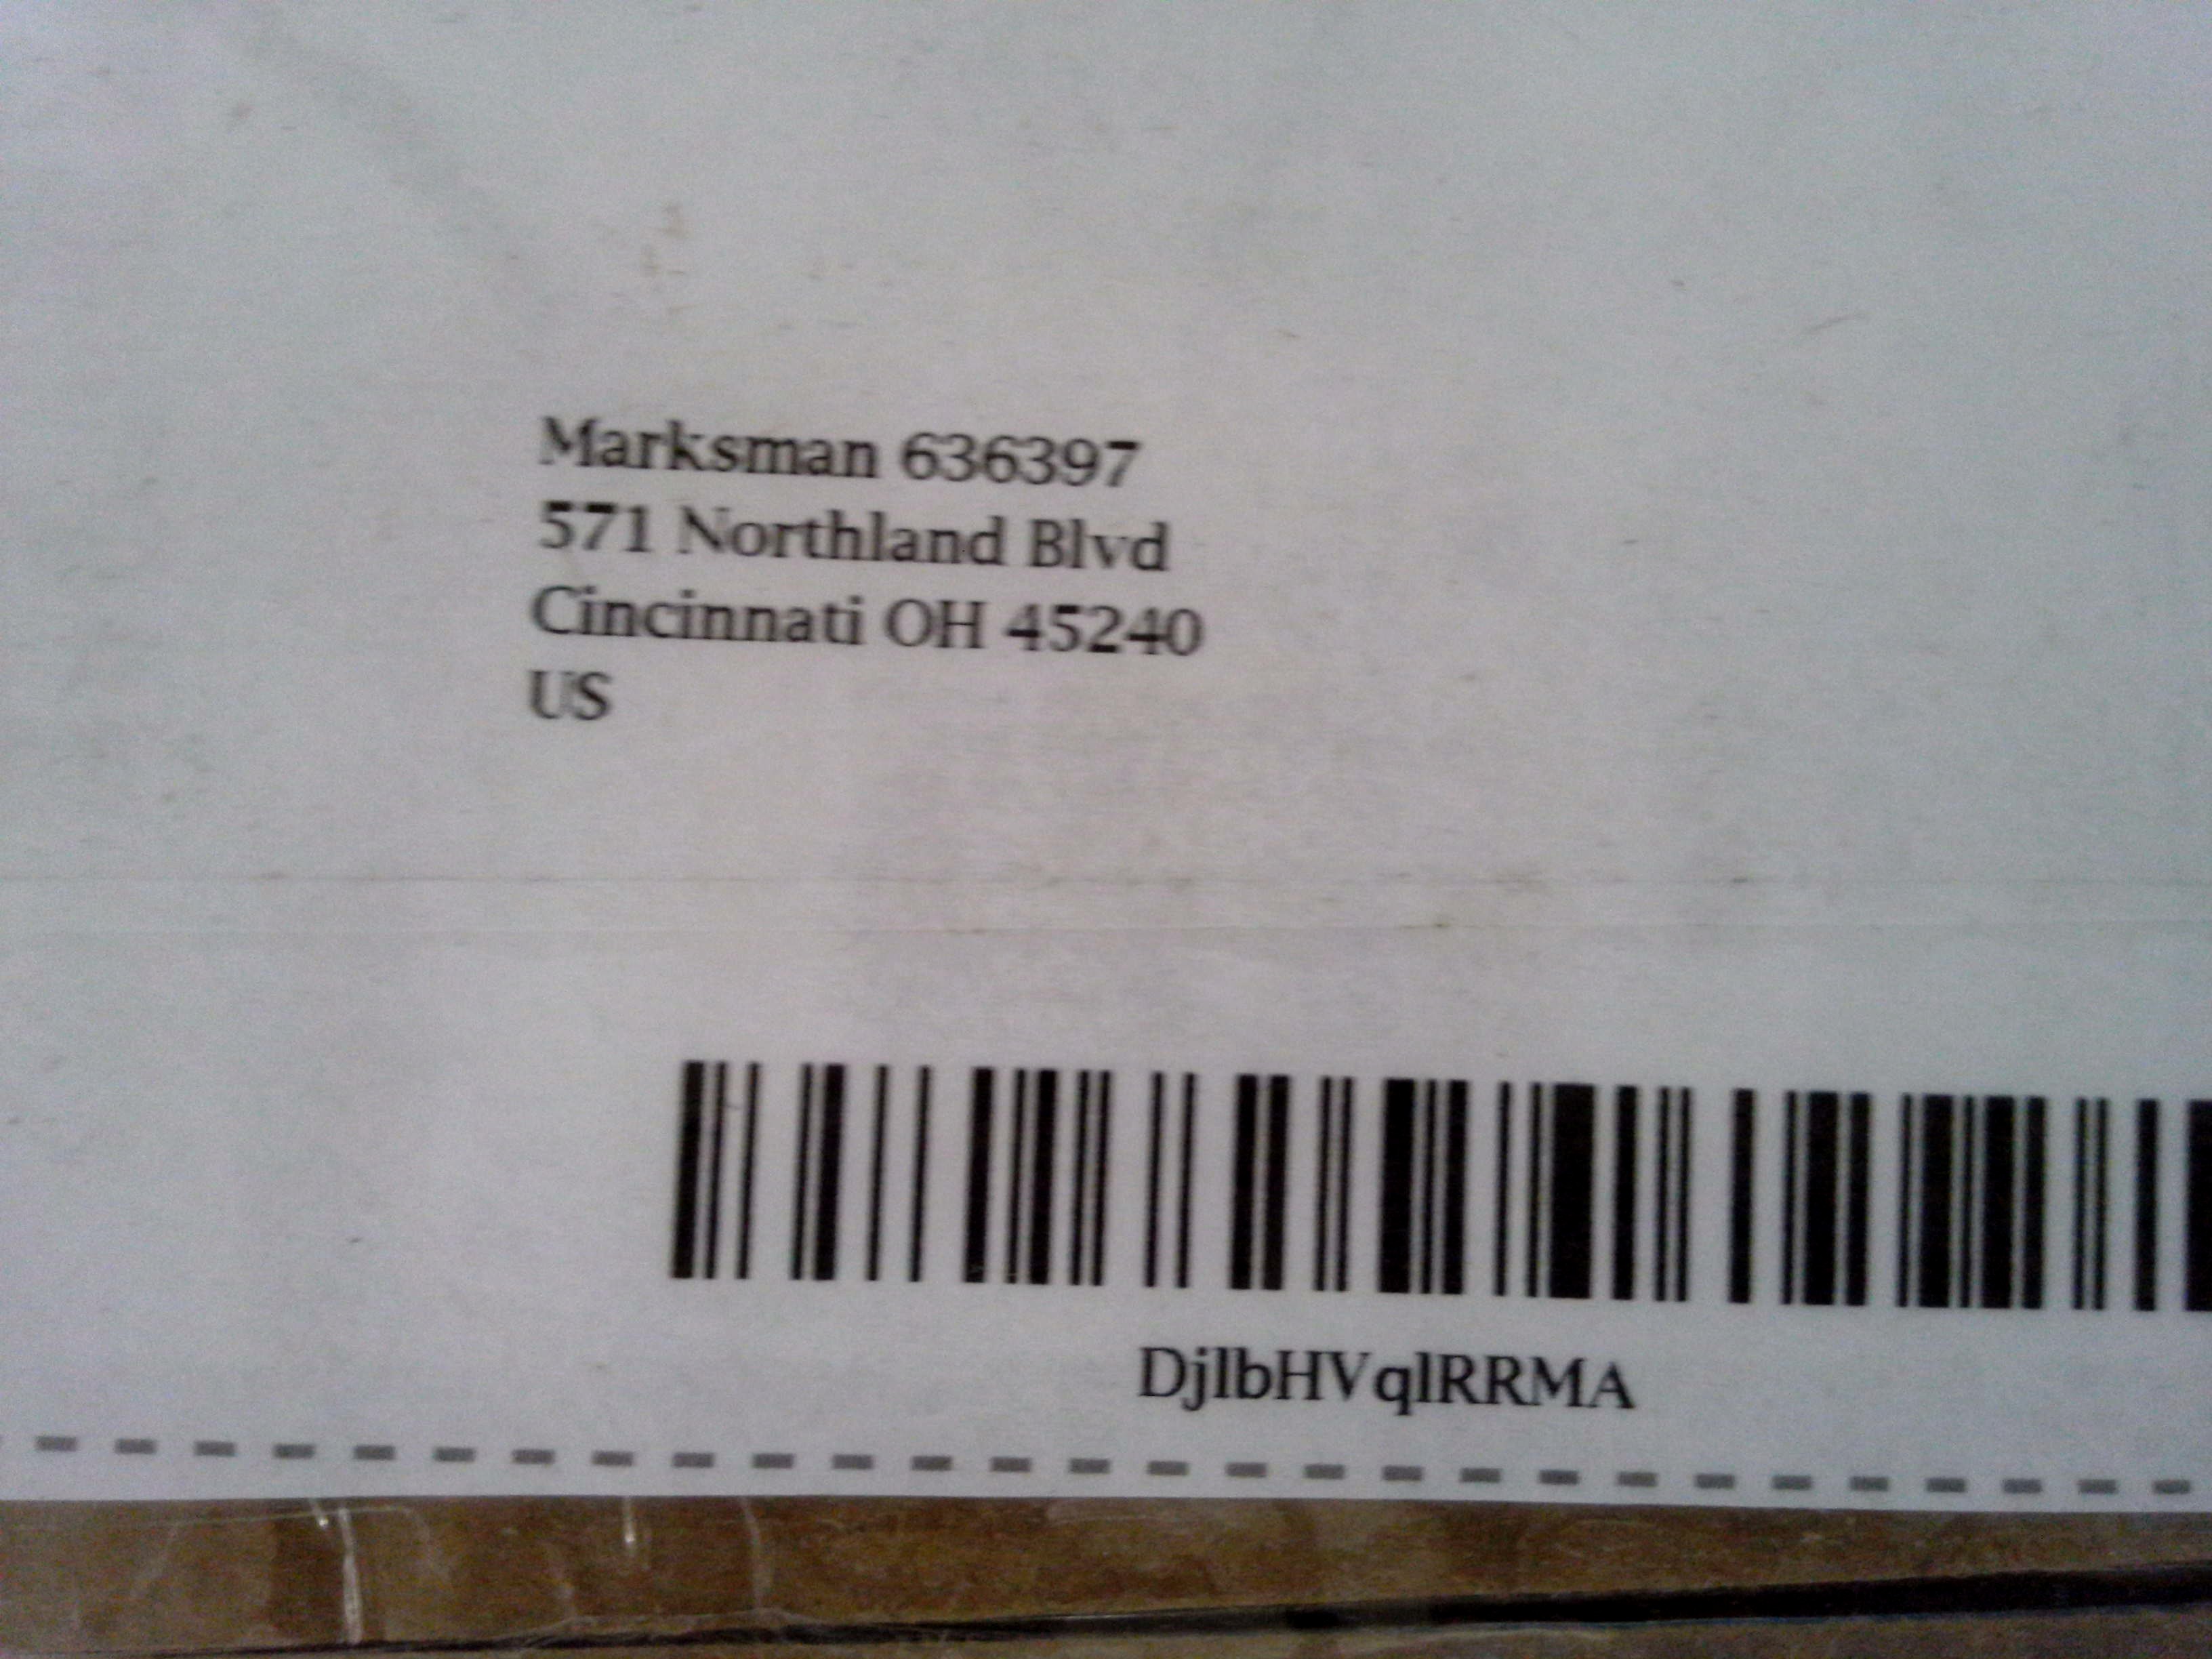 Marksman 636397
571 Northland Blvd
Cincinnati OH 45240
US
DjlbHVqlRRMA